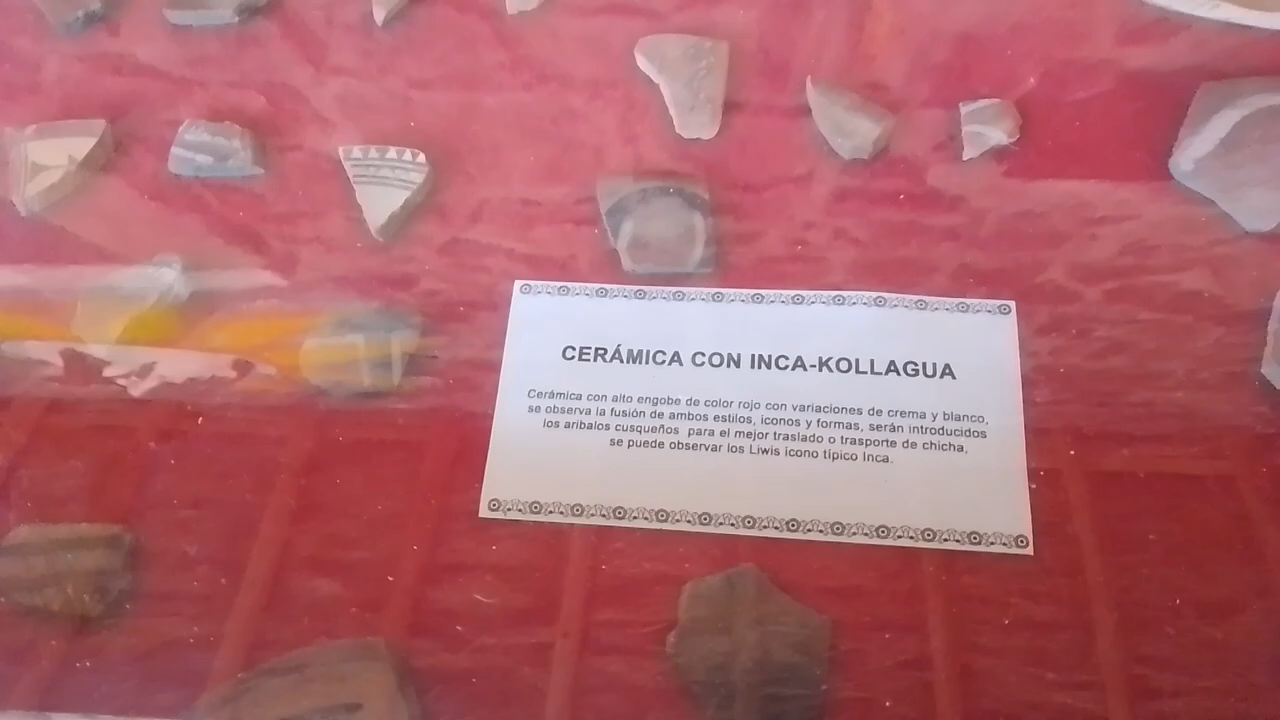 CERÁMICA CON INCA-KOLLAGUA
Cerámica con alto engobe de color rojo con variaciones de crema y blanco,
se observa la fusión de ambos estilos, iconos y formas, serán introducidos
los aribalos cusqueños para el mejor traslado o trasporte de chicha,
se puede observar los Liwis icono típico Inca.